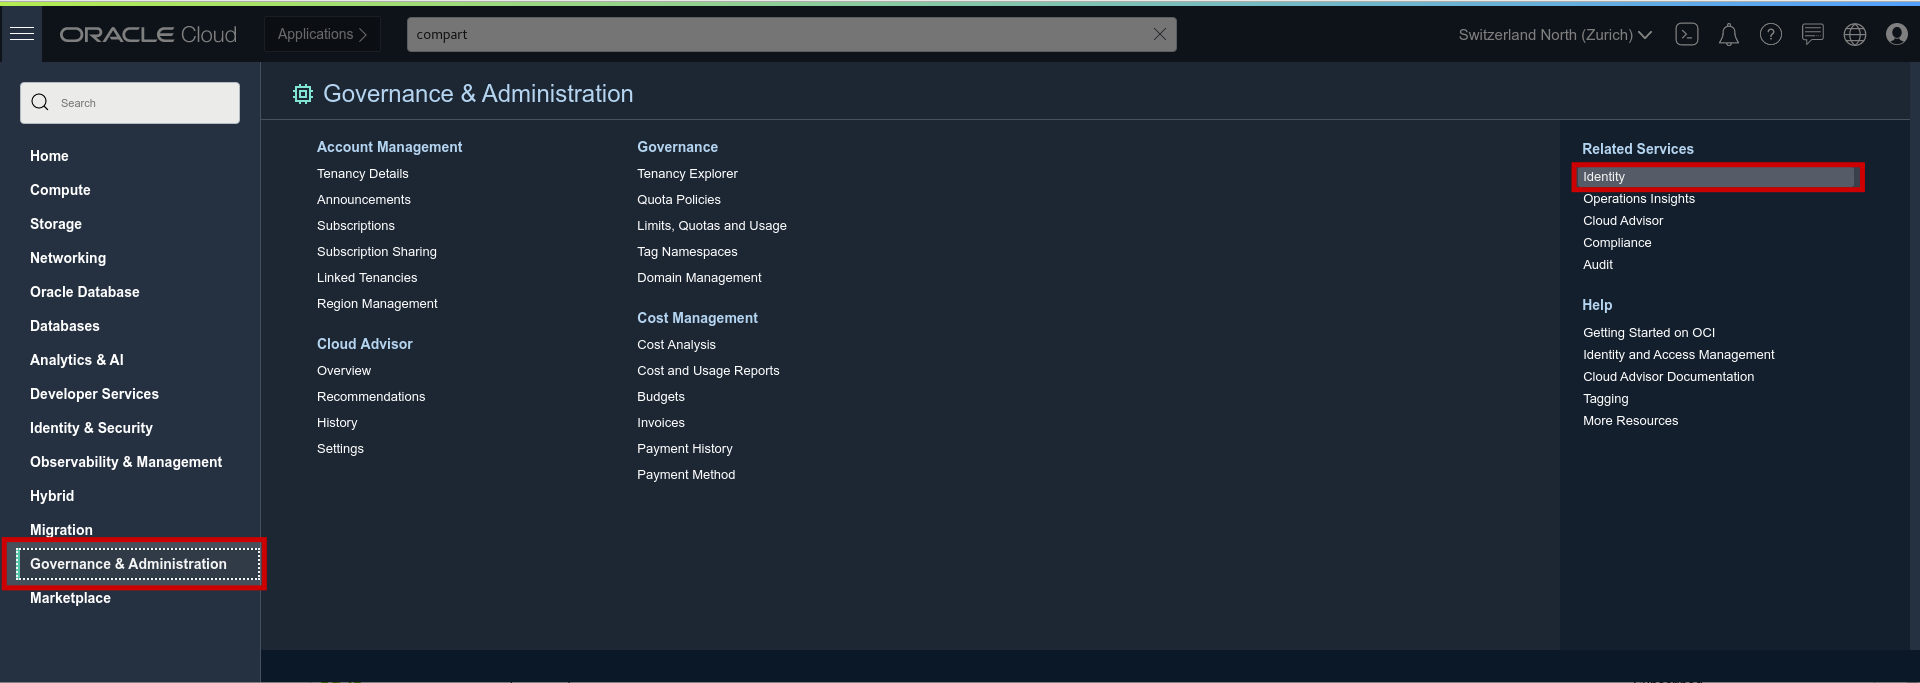 ORACLE Cloud
Applications
compart
Switzerland North (Zurich)
Search
Home
Compute
Storage
Networking
Oracle Database
Databases
Analytics & AI
Developer Services
Identity & Security
Observability & Management
Hybrid
Migration
Governance & Administration
Marketplace
Governance & Administration
Account Management
Tenancy Details
Announcements
Subscriptions
Subscription Sharing
Linked Tenancies
Region Management
Cloud Advisor
Overview
Recommendations
History
Settings
Governance
Tenancy Explorer
Quota Policies
Limits, Quotas and Usage
Tag Namespaces
Domain Management
Cost Management
Cost Analysis
Cost and Usage Reports
Budgets
Invoices
Payment History
Payment Method
Related Services
Identity
Operations Insights
Cloud Advisor
Compliance
Audit
Help
Getting Started on OCI
Identity and Access Management
Cloud Advisor Documentation
Tagging
More Resources